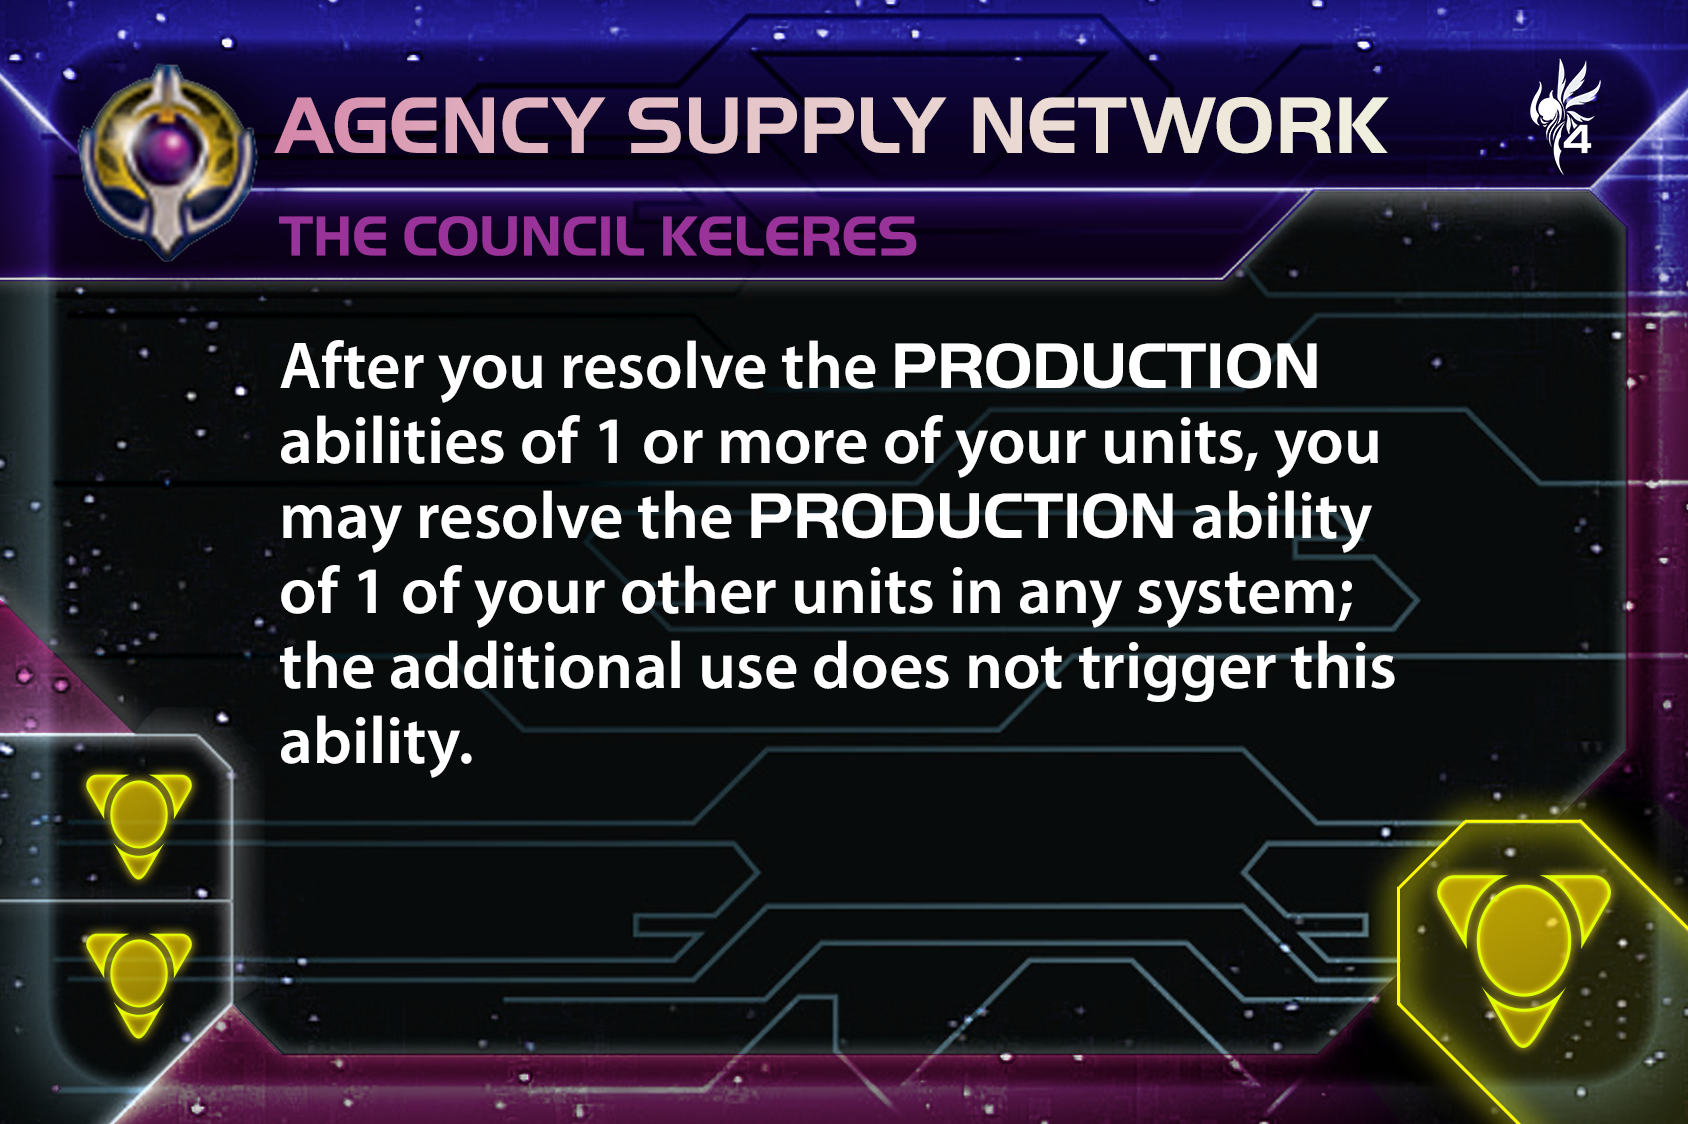 AGENCY SUPPLY NETWORK
4
THE COUNCIL KELERES
After you resolve the PRODUCTION
abilities of 1 or more of your units, you
may resolve the PRODUCTION ability
of 1 of your other units in any system;
the additional use does not trigger this
ability.